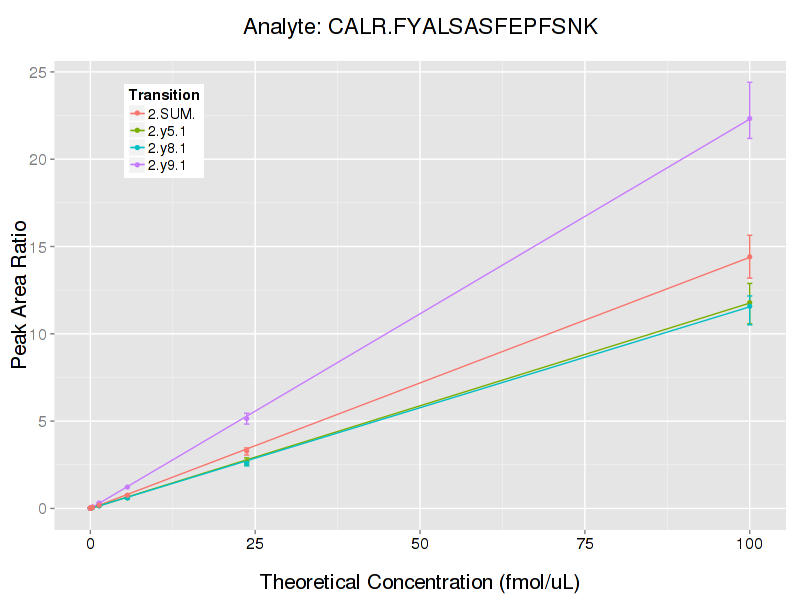 Analyte: CALR.FYALSASFEPFSNK
Transition
2.SUM.
2.y5.1
2.y8.1
2.y9.1
Peak Area Ratio
25
20
15
10
5
0
0 25 50 75 100
Theoretical Concentration (fmol/uL)